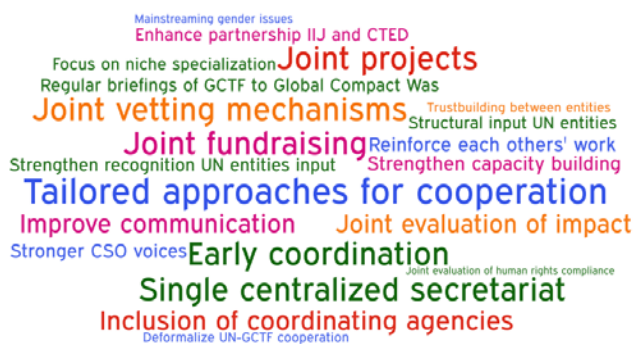 Mainstreaming gender issues
Enhance partnership IIJ and CTED
Focus on niche specialization
Joint projects
Regular briefings of GCTF to Global Compact Was
Joint vetting mechanisms
Trustbuilding between entities
Structural input UN entities
Joint fundraising
Reinforce each others' work
Strengthen recognition UN entities input
Strengthen capacity building
Tailored approaches for cooperation
Improve communication
Joint evaluation of impact
Stronger CSO voices
Early coordination
Joint evaluation of human rights compliance
Single centralized secretariat
Inclusion of coordinating agencies
Deformalize UN-GCTF cooperation